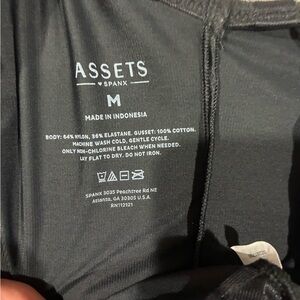 ASSETS
♥ SPANX
M
MADE IN INDONESIA
BODY: 64% NYLON, 36% ELASTANE. GUSSET: 100% COTTON.
MACHINE WASH COLD, GENTLE CYCLE.
ONLY NON-CHLORINE BLEACH WHEN NEEDED.
LAY FLAT TO DRY. DO NOT IRON.
SPANX 3035 Peachtree Rd NE
Atlanta, GA 30305 U.S.A.
RN112121